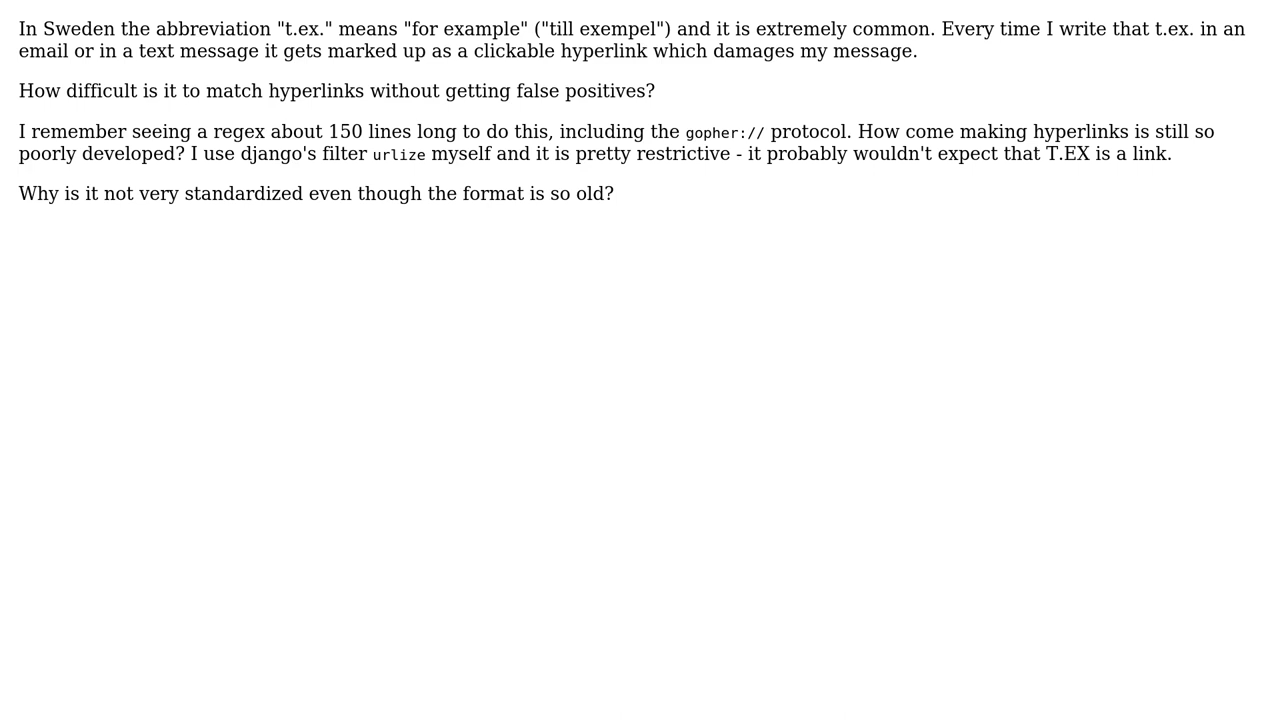 In Sweden the abbreviation "t.ex." means "for example" ("till exempel") and it is extremely common. Every time I write that t.ex. in an
email or in a text message it gets marked up as a clickable hyperlink which damages my message.
How difficult is it to match hyperlinks without getting false positives?
I remember seeing a regex about 150 lines long to do this, including the gopher:// protocol. How come making hyperlinks is still so
poorly developed? I use django's filter urlize myself and it is pretty restrictive - it probably wouldn't expect that T.EX is a link.
Why is it not very standardized even though the format is so old?